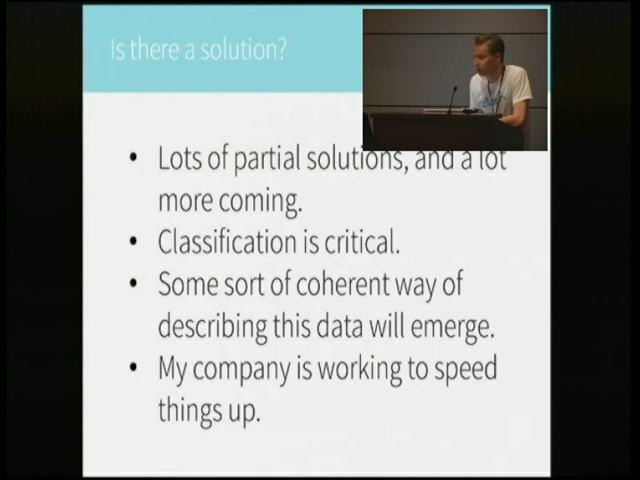 Is there a solution?
• Lots of partial solutions, and a lot
more coming.
• Classification is critical.
• Some sort of coherent way of
describing this data will emerge.
• My company is working to speed
things up.